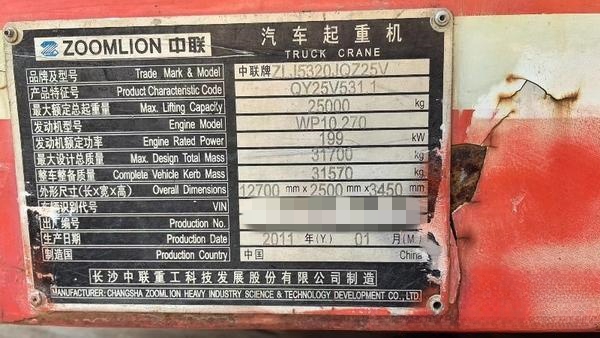 ZOOMLION 中联
汽车起重机
TRUCK CRANE
品牌及型号 Trade Mark & Model 中联牌ZLJ5320JQZ25V
产品特征号 Product Characteristic Code QY25V531.1
最大额定总起重量 Max. Lifting Capacity 25000 kg
发动机型号 Engine Model WP10.270
发动机额定功率 Engine Rated Power 199 kW
最大设计总质量 Max. Design Total Mass 31700 kg
整车整备质量 Complete Vehicle Kerb Mass 31570 kg
外形尺寸(长x宽x高) Overall Dimensions 12700 mm x 2500 mm x 3450 mm
车辆识别代号 VIN
出厂编号 Production No.
生产日期 Production Date 2011 年(Y) 01 月(M)
制造国 Production Country 中国 China
长沙中联重工科技发展股份有限公司制造
MANUFACTURER: CHANGSHA ZOOMLION HEAVY INDUSTRY SCIENCE & TECHNOLOGY DEVELOPMENT CO., LTD.